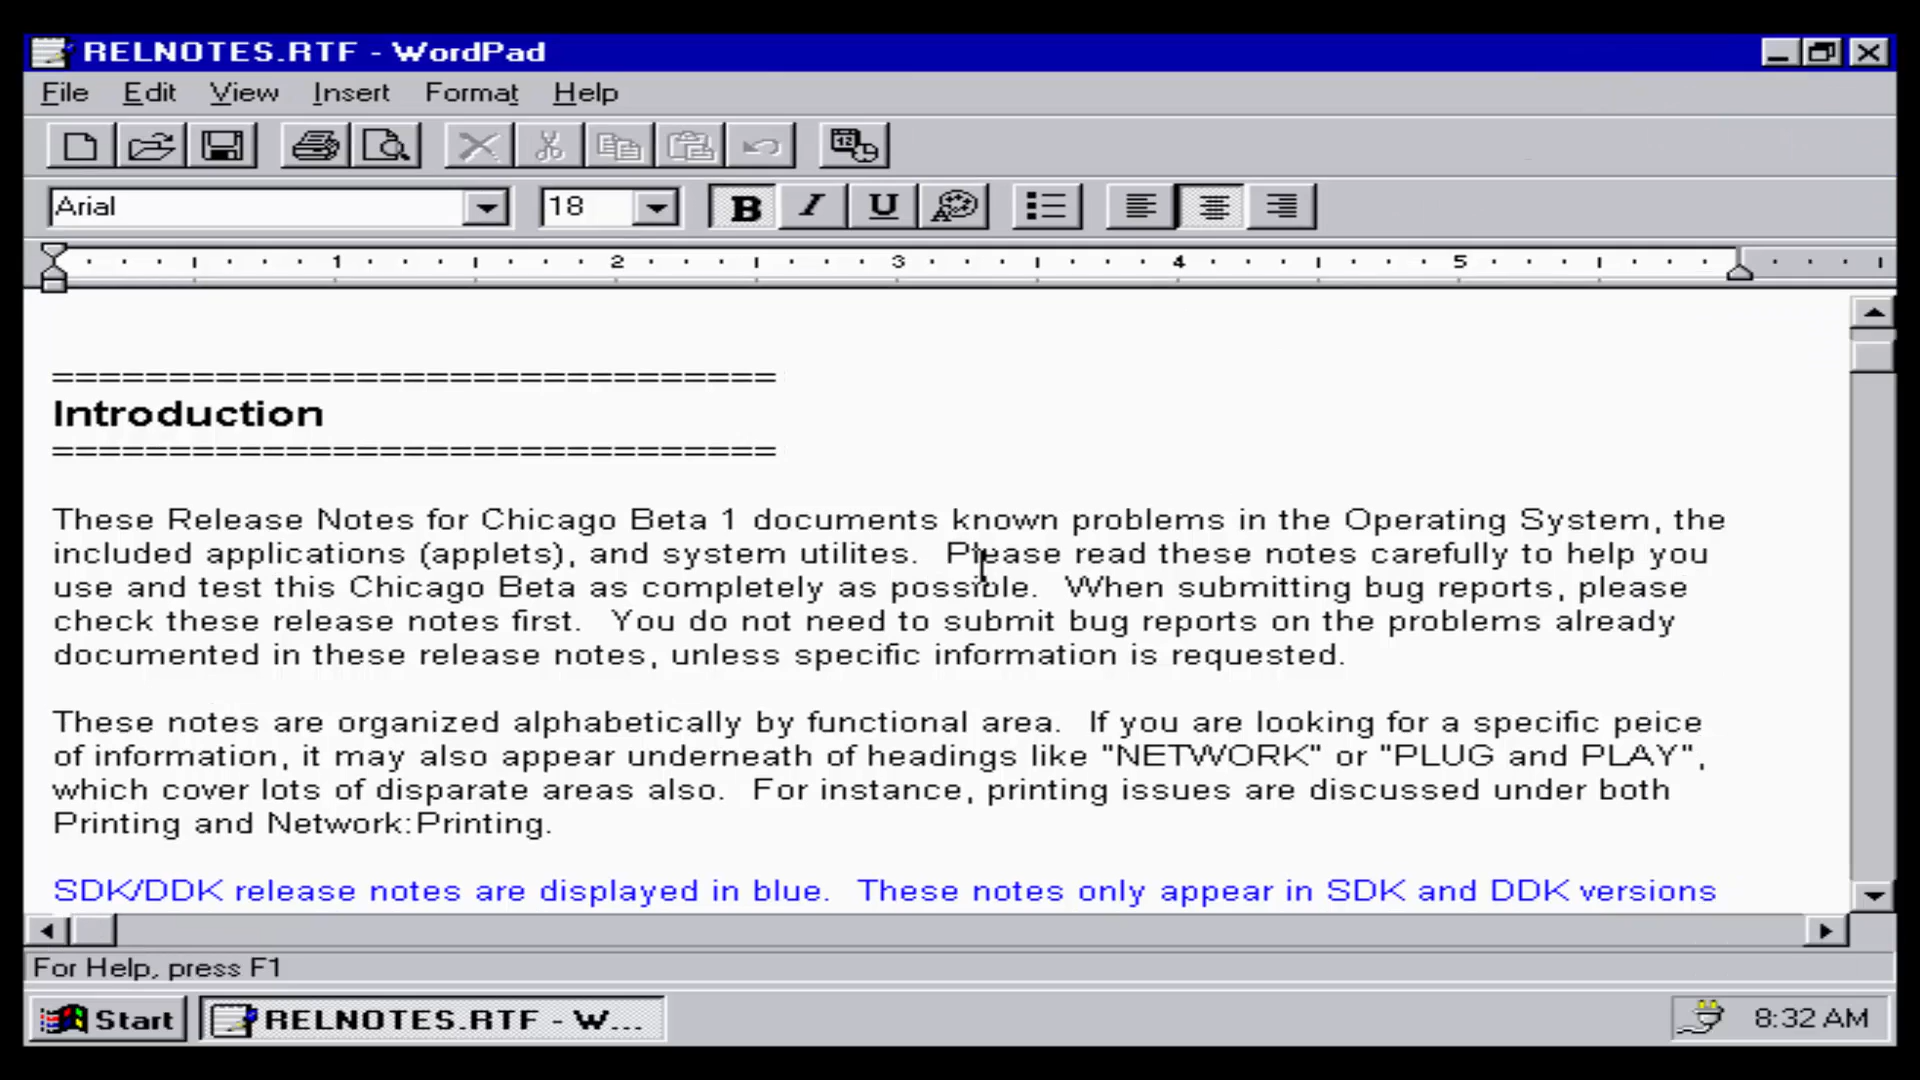 RELNOTES.RTF - WordPad
File Edit View Insert Format Help
Arial 18 B I U
1 2 3 4 5
==============================
Introduction
==============================
These Release Notes for Chicago Beta 1 documents known problems in the Operating System, the
included applications (applets), and system utilites.  Please read these notes carefully to help you
use and test this Chicago Beta as completely as possible.  When submitting bug reports, please
check these release notes first.  You do not need to submit bug reports on the problems already
documented in these release notes, unless specific information is requested.
These notes are organized alphabetically by functional area.  If you are looking for a specific peice
of information, it may also appear underneath of headings like "NETWORK" or "PLUG and PLAY",
which cover lots of disparate areas also.  For instance, printing issues are discussed under both
Printing and Network:Printing.
SDK/DDK release notes are displayed in blue.  These notes only appear in SDK and DDK versions
For Help, press F1
Start RELNOTES.RTF - W... 8:32 AM